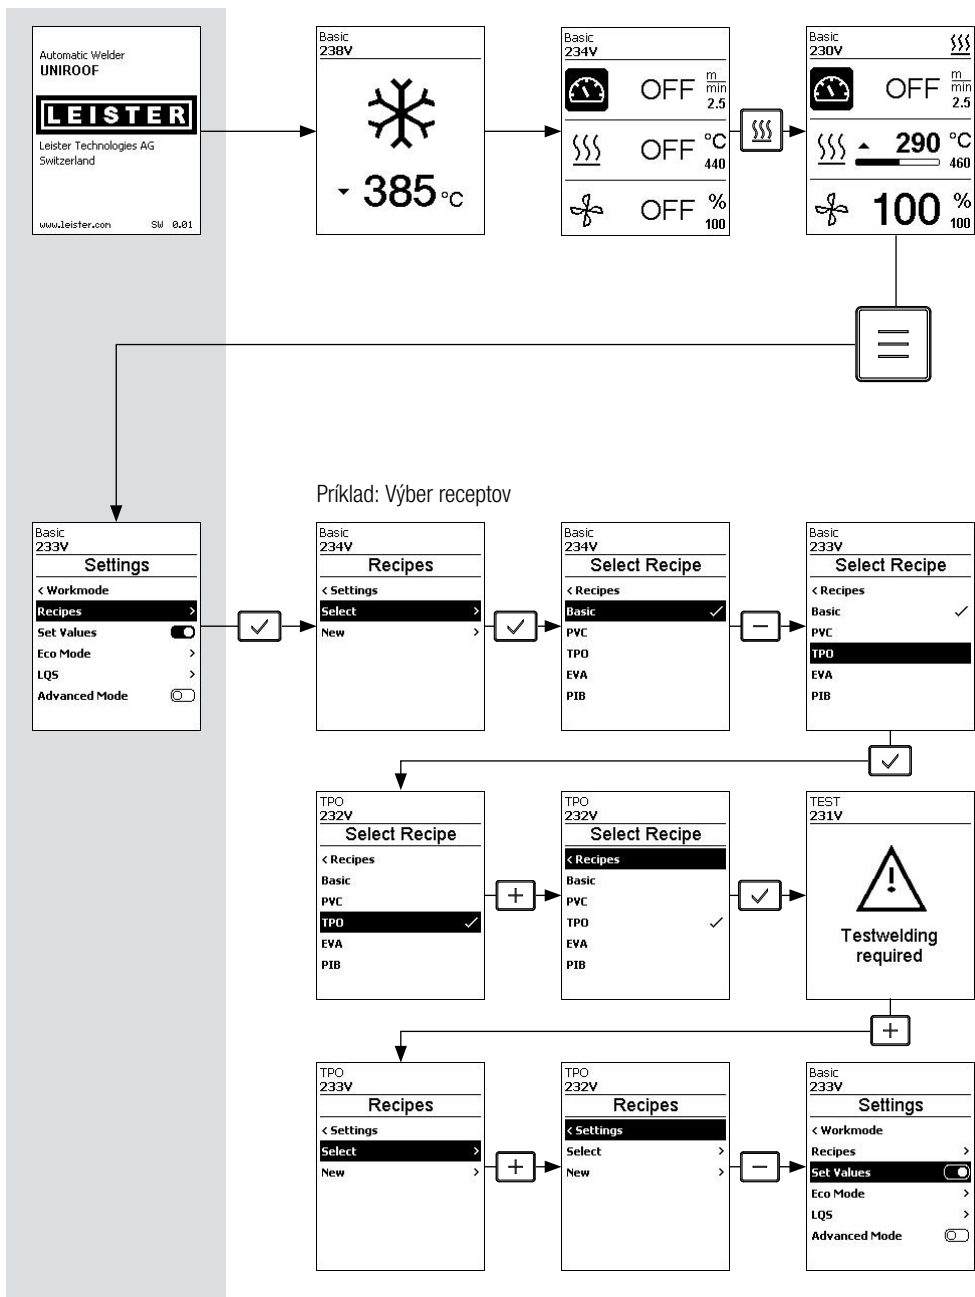 Automatic Welder
UNIROOF
LEISTER
Leister Technologies AG
Switzerland
www.leister.com SW 0.01
Basic
238V
385 °C
Basic
234V
OFF m/min
2.5
OFF °C
440
OFF %
100
Basic
230V
OFF m/min
2.5
290 °C
460
100 %
100
Príklad: Výber receptov
Basic
233V
Settings
< Workmode
Recipes >
Set Values
Eco Mode >
LQS >
Advanced Mode
Basic
234V
Recipes
< Settings
Select >
New >
Basic
234V
Select Recipe
< Recipes
Basic ✓
PVC
TPO
EVA
PIB
Basic
233V
Select Recipe
< Recipes
Basic ✓
PVC
TPO
EVA
PIB
TPO
232V
Select Recipe
< Recipes
Basic
PVC
TPO ✓
EVA
PIB
TPO
232V
Select Recipe
< Recipes
Basic
PVC
TPO ✓
EVA
PIB
TEST
231V
Testwelding
required
TPO
233V
Recipes
< Settings
Select >
New >
TPO
232V
Recipes
< Settings
Select >
New >
Basic
233V
Settings
< Workmode
Recipes >
Set Values
Eco Mode >
LQS >
Advanced Mode